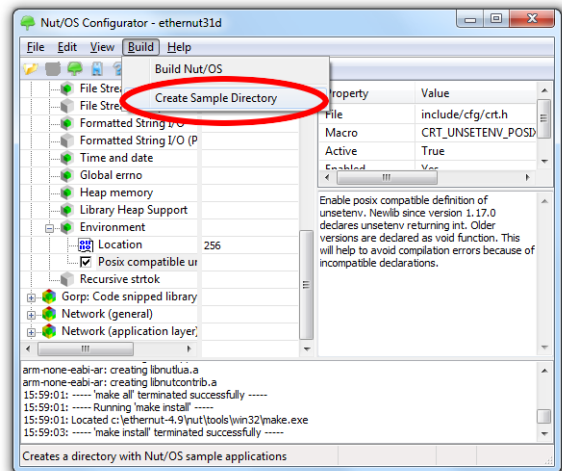 Nut/OS Configurator - ethernut31d
File Edit View Build Help
Build Nut/OS
Create Sample Directory
File Strea
File Stre
Formatted String I/O
Formatted String I/O (P
Time and date
Global errno
Heap memory
Library Heap Support
Environment
Location 256
Posix compatible ur
Recursive strtok
Gorp: Code snipped library
Network (general)
Network (application layer)
Property Value
File include/cfg/crt.h
Macro CRT_UNSETENV_POSI
Active True
Enabled Yes
Enable posix compatible definition of
unsetenv. Newlib since version 1.17.0
declares unsetenv returning int. Older
versions are declared as void function. This
will help to avoid compilation errors because of
incompatible declarations.
arm-none-eabi-ar: creating libnutlua.a
arm-none-eabi-ar: creating libnutcontrib.a
15:59:01: ----- 'make all' terminated successfully -----
15:59:01: ----- Running 'make install' -----
15:59:01: Located c:\ethernut-4.9\nut\tools\win32\make.exe
15:59:03: ----- 'make install' terminated successfully -----
Creates a directory with Nut/OS sample applications